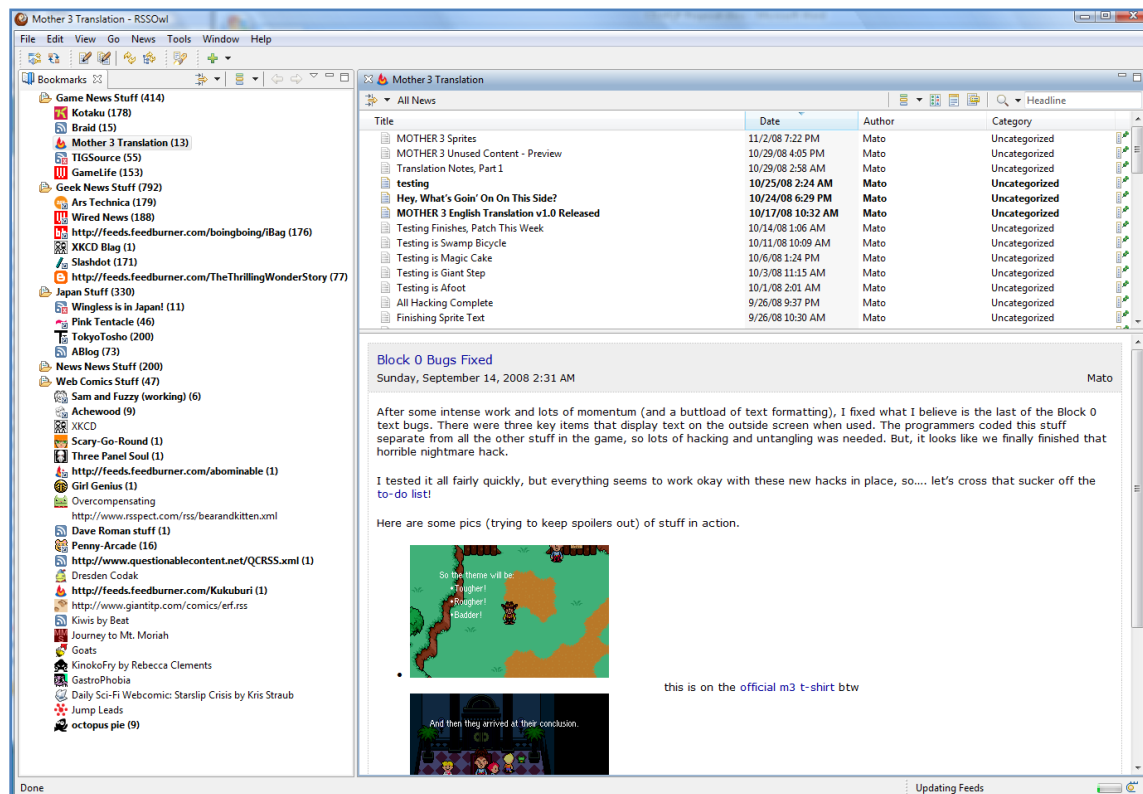 Mother 3 Translation - RSSOwl
File Edit View Go News Tools Window Help
Bookmarks
Game News Stuff (414)
Kotaku (178)
Braid (15)
Mother 3 Translation (13)
TIGSource (55)
GameLife (153)
Geek News Stuff (792)
Ars Technica (179)
Wired News (188)
http://feeds.feedburner.com/boingboing/iBag (176)
XKCD Blag (1)
Slashdot (171)
http://feeds.feedburner.com/TheThrillingWonderStory (77)
Japan Stuff (330)
Wingless is in Japan! (11)
Pink Tentacle (46)
TokyoTosho (200)
ABlog (73)
News News Stuff (200)
Web Comics Stuff (47)
Sam and Fuzzy (working) (6)
Achewood (9)
XKCD
Scary-Go-Round (1)
Three Panel Soul (1)
http://feeds.feedburner.com/abominable (1)
Girl Genius (1)
Overcompensating
http://www.rsspect.com/rss/bearandkitten.xml
Dave Roman stuff (1)
Penny-Arcade (16)
http://www.questionablecontent.net/QCRSS.xml (1)
Dresden Codak
http://feeds.feedburner.com/Kukuburi (1)
http://www.giantitp.com/comics/erf.rss
Kiwis by Beat
Journey to Mt. Moriah
Goats
KinokoFry by Rebecca Clements
GastroPhobia
Daily Sci-Fi Webcomic: Starslip Crisis by Kris Straub
Jump Leads
octopus pie (9)
Mother 3 Translation
All News Headline
Title Date Author Category
MOTHER 3 Sprites 11/2/08 7:22 PM Mato Uncategorized
MOTHER 3 Unused Content - Preview 10/29/08 4:05 PM Mato Uncategorized
Translation Notes, Part 1 10/29/08 2:58 AM Mato Uncategorized
testing 10/25/08 2:24 AM Mato Uncategorized
Hey, What's Goin' On On This Side? 10/24/08 6:29 PM Mato Uncategorized
MOTHER 3 English Translation v1.0 Released 10/17/08 10:32 AM Mato Uncategorized
Testing Finishes, Patch This Week 10/14/08 1:06 AM Mato Uncategorized
Testing is Swamp Bicycle 10/11/08 10:09 AM Mato Uncategorized
Testing is Magic Cake 10/6/08 1:24 PM Mato Uncategorized
Testing is Giant Step 10/3/08 11:15 AM Mato Uncategorized
Testing is Afoot 10/1/08 2:01 AM Mato Uncategorized
All Hacking Complete 9/26/08 9:37 PM Mato Uncategorized
Finishing Sprite Text 9/26/08 10:30 AM Mato Uncategorized
Block 0 Bugs Fixed
Sunday, September 14, 2008 2:31 AM Mato
After some intense work and lots of momentum (and a buttload of text formatting), I fixed what I believe is the last of the Block 0
text bugs. There were three key items that display text on the outside screen when used. The programmers coded this stuff
separate from all the other stuff in the game, so lots of hacking and untangling was needed. But, it looks like we finally finished that
horrible nightmare hack.
I tested it all fairly quickly, but everything seems to work okay with these new hacks in place, so.... let's cross that sucker off the
to-do list!
Here are some pics (trying to keep spoilers out) of stuff in action.
So the theme will be:
•Tougher!
•Rougher!
•Badder!
this is on the official m3 t-shirt btw
And then they arrived at their conclusion.
Done Updating Feeds